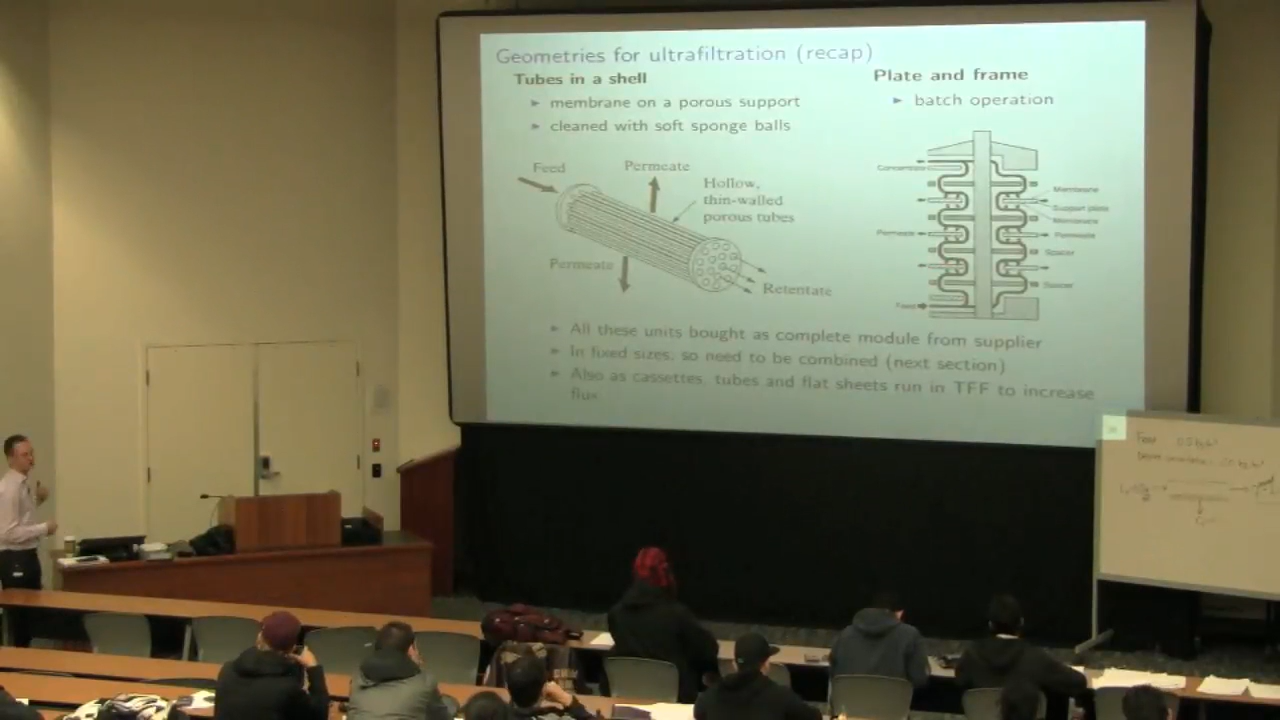 Geometries for ultrafiltration (recap)
Tubes in a shell
► membrane on a porous support
► cleaned with soft sponge balls
Feed
Permeate
Hollow,
thin-walled
porous tubes
Permeate
Retentate
Plate and frame
► batch operation
Concentrate
Membrane
Support plate
Membrane
Permeate
Permeate
Spacer
Spacer
Feed
► All these units bought as complete module from supplier
► In fixed sizes, so need to be combined (next section)
► Also as cassettes, tubes and flat sheets run in TFF to increase
flux
Feed